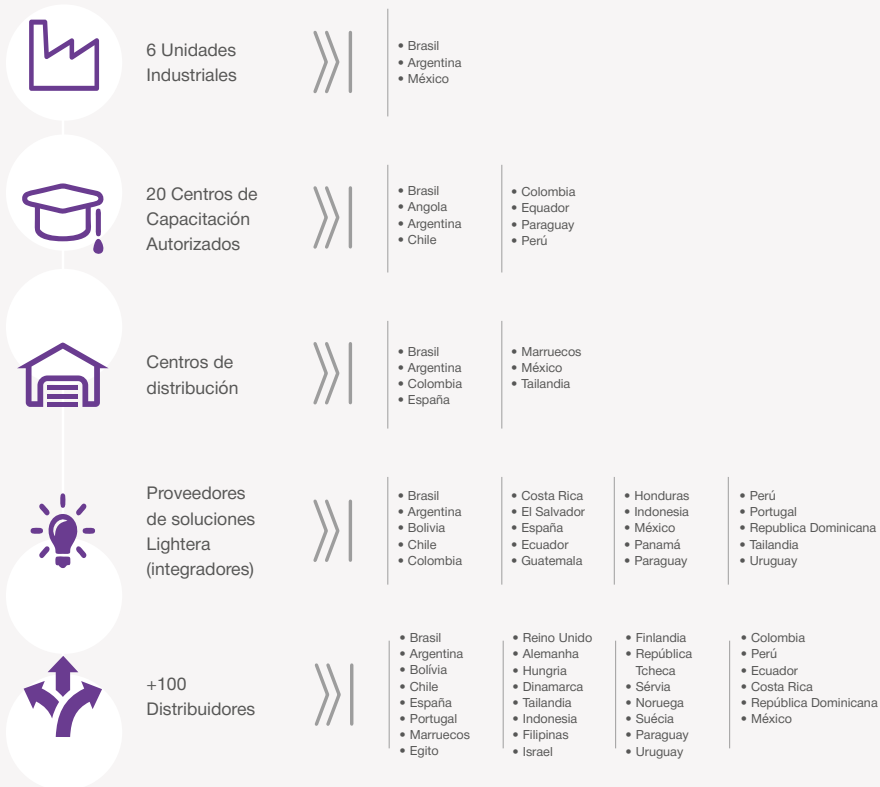 6 Unidades
Industriales
• Brasil
• Argentina
• México
20 Centros de
Capacitación
Autorizados
• Brasil
• Angola
• Argentina
• Chile
• Colombia
• Equador
• Paraguay
• Perú
Centros de
distribución
• Brasil
• Argentina
• Colombia
• España
• Marruecos
• México
• Tailandia
Proveedores
de soluciones
Lightera
(integradores)
• Brasil
• Argentina
• Bolivia
• Chile
• Colombia
• Costa Rica
• El Salvador
• España
• Ecuador
• Guatemala
• Honduras
• Indonesia
• México
• Panamá
• Paraguay
• Perú
• Portugal
• Republica Dominicana
• Tailandia
• Uruguay
+100
Distribuidores
• Brasil
• Argentina
• Bolívia
• Chile
• España
• Portugal
• Marruecos
• Egito
• Reino Unido
• Alemanha
• Hungria
• Dinamarca
• Tailandia
• Indonesia
• Filipinas
• Israel
• Finlandia
• República
Tcheca
• Sérvia
• Noruega
• Suécia
• Paraguay
• Uruguay
• Colombia
• Perú
• Ecuador
• Costa Rica
• República Dominicana
• México